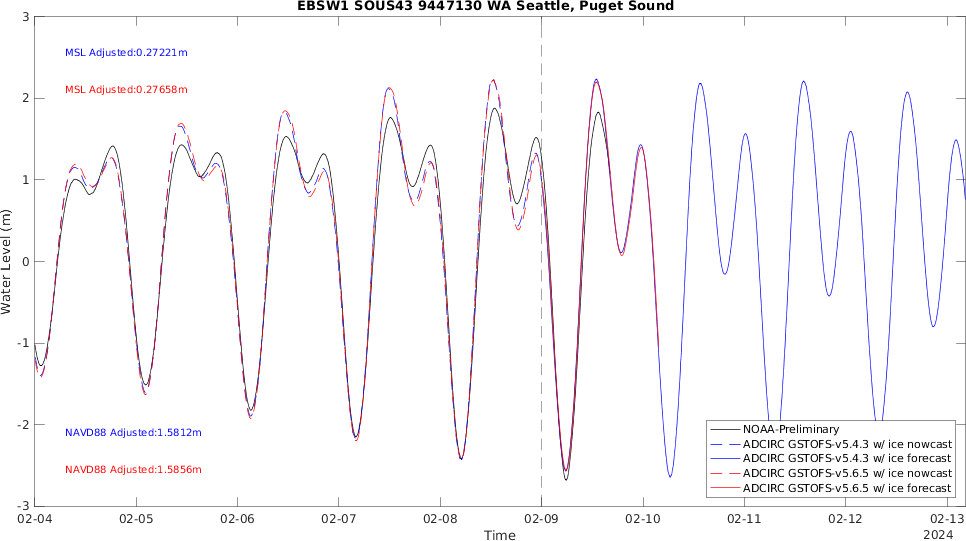 EBSW1 SOUS43 9447130 WA Seattle, Puget Sound
3
2
1
0
-1
-2
-3
Water Level (m)
MSL Adjusted:0.27221m
MSL Adjusted:0.27658m
NAVD88 Adjusted:1.5812m
NAVD88 Adjusted:1.5856m
NOAA-Preliminary
ADCIRC GSTOFS-v5.4.3 w/ ice nowcast
ADCIRC GSTOFS-v5.4.3 w/ ice forecast
ADCIRC GSTOFS-v5.6.5 w/ ice nowcast
ADCIRC GSTOFS-v5.6.5 w/ ice forecast
02-04 02-05 02-06 02-07 02-08 02-09 02-10 02-11 02-12 02-13
Time
2024